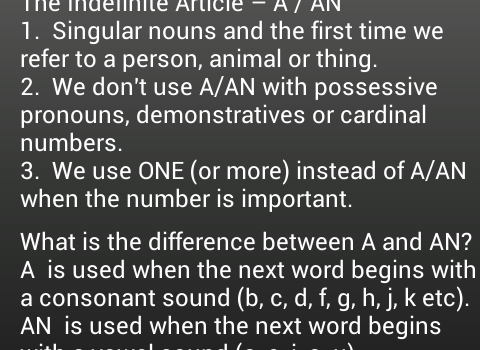 The Indefinite Article – A / AN
1.  Singular nouns and the first time we
refer to a person, animal or thing.
2.  We don't use A/AN with possessive
pronouns, demonstratives or cardinal
numbers.
3.  We use ONE (or more) instead of A/AN
when the number is important.
What is the difference between A and AN?
A  is used when the next word begins with
a consonant sound (b, c, d, f, g, h, j, k etc).
AN  is used when the next word begins
with a vowel sound (a, e, i, o, u)